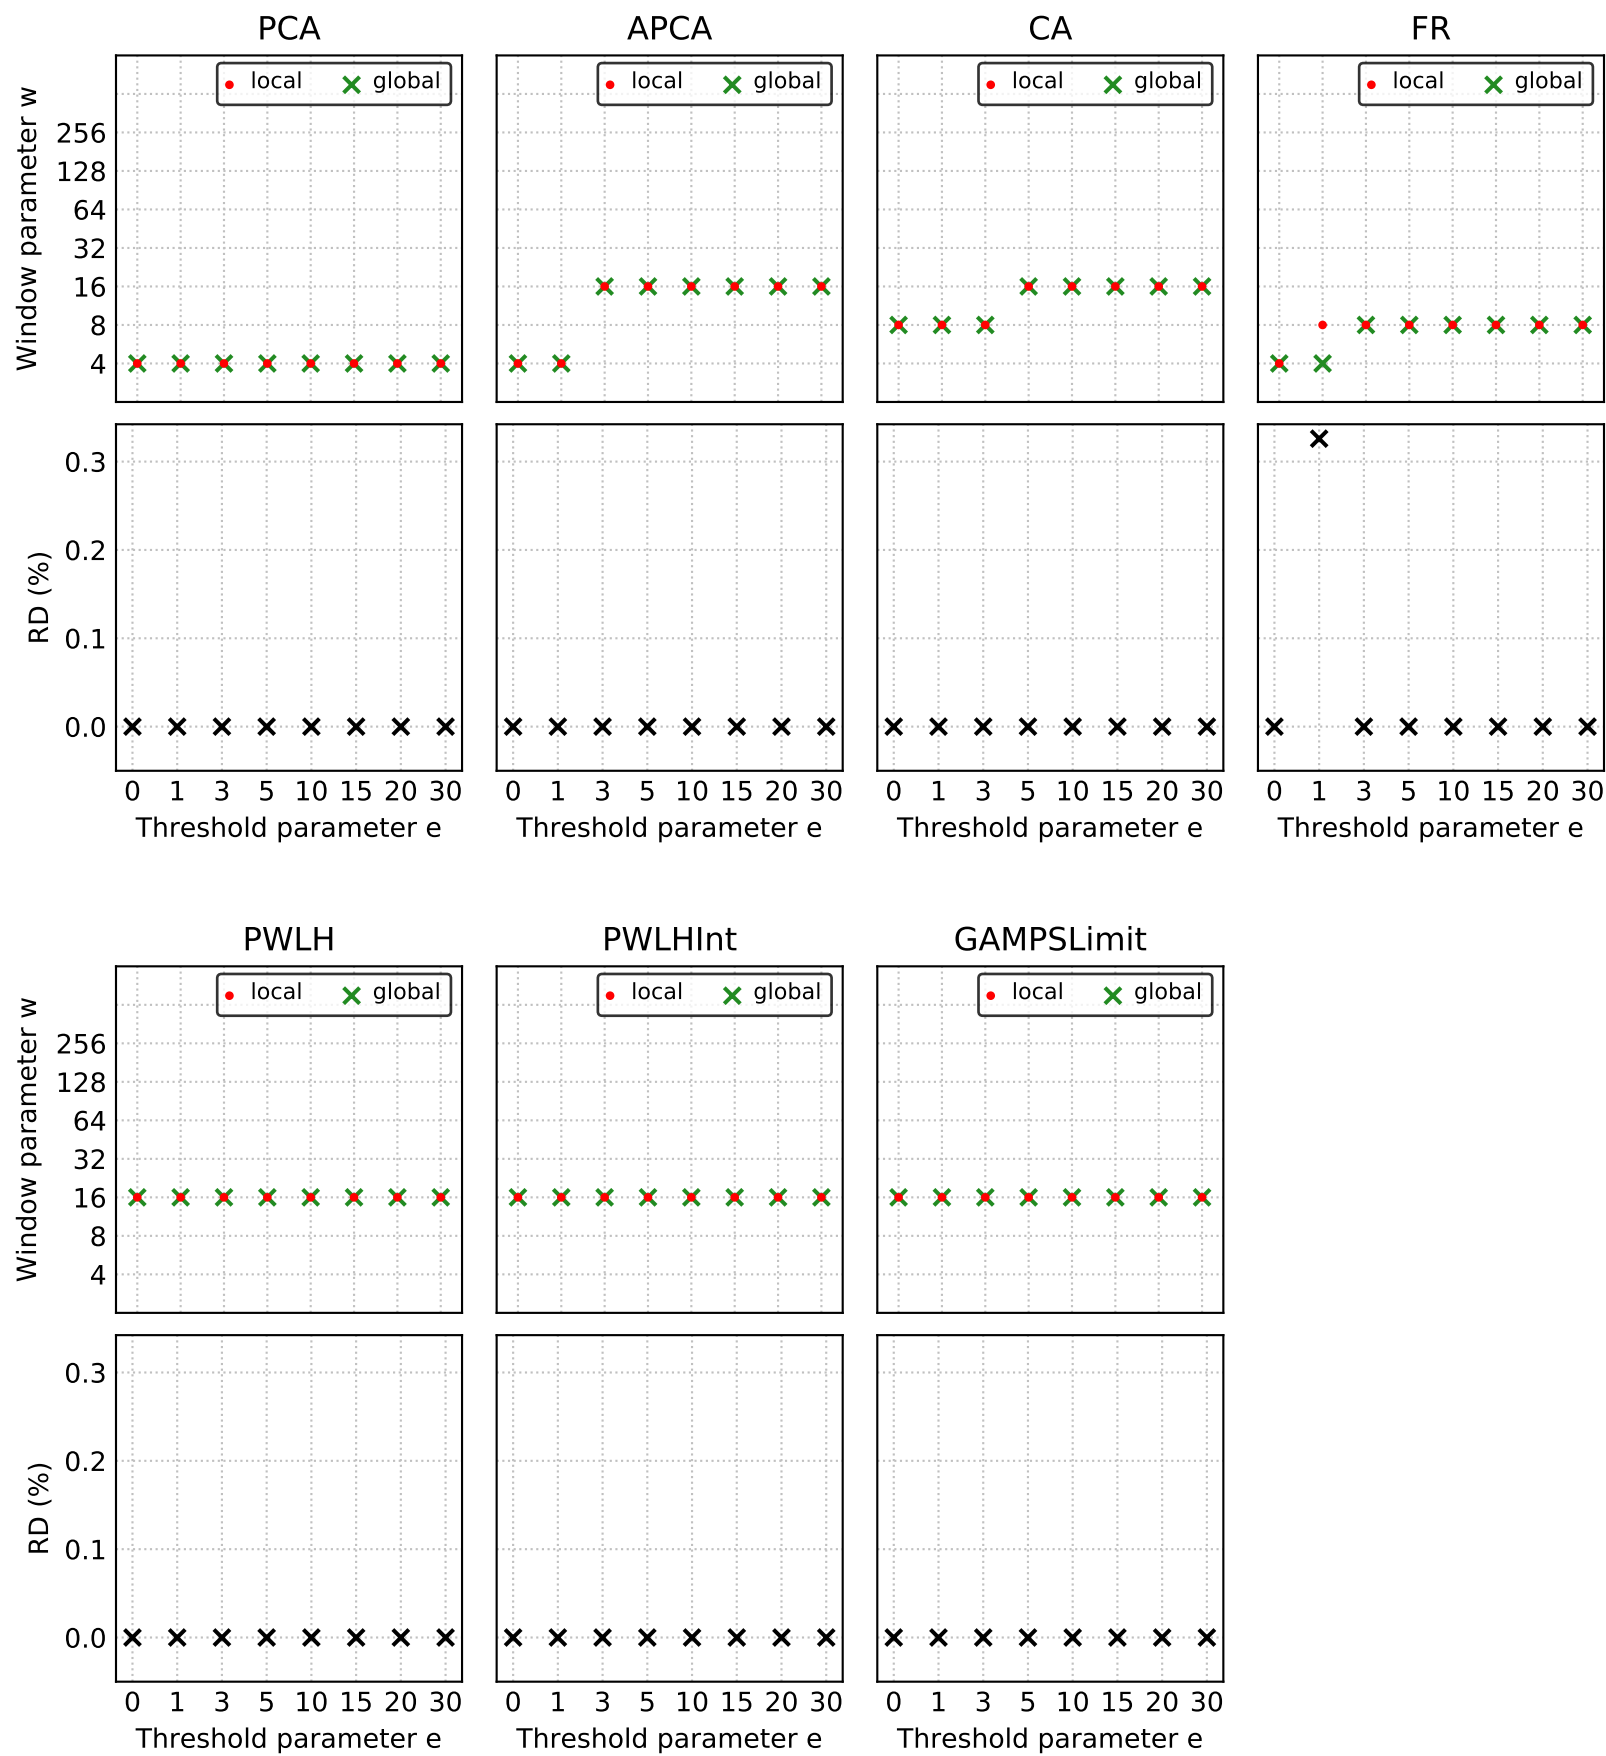 PCA APCA CA FR
local global local global local global local global
Window parameter w
256
128
64
32
16
8
4
RD (%)
0.3
0.2
0.1
0.0
0 1 3 5 10 15 20 30 0 1 3 5 10 15 20 30 0 1 3 5 10 15 20 30 0 1 3 5 10 15 20 30
Threshold parameter e Threshold parameter e Threshold parameter e Threshold parameter e
PWLH PWLHInt GAMPSLimit
local global local global local global
Window parameter w
256
128
64
32
16
8
4
RD (%)
0.3
0.2
0.1
0.0
0 1 3 5 10 15 20 30 0 1 3 5 10 15 20 30 0 1 3 5 10 15 20 30
Threshold parameter e Threshold parameter e Threshold parameter e